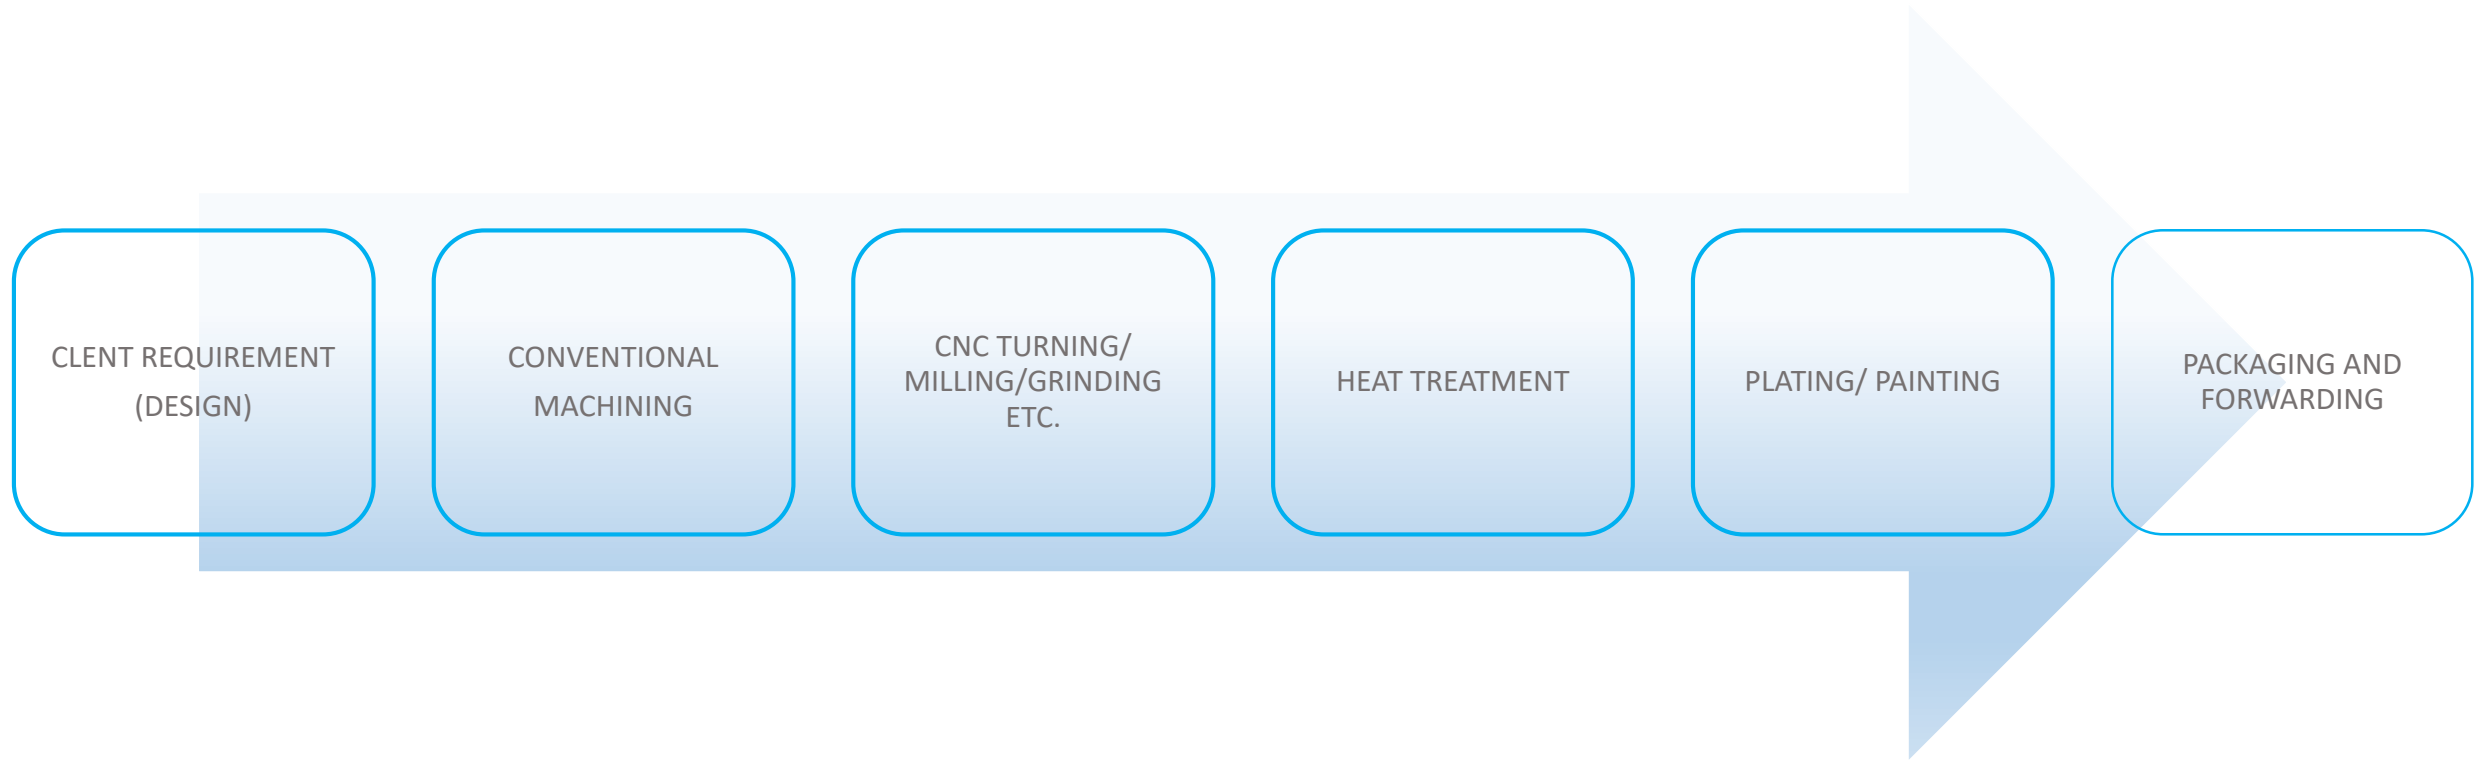 CLENT REQUIREMENT
(DESIGN)
CONVENTIONAL
MACHINING
CNC TURNING/
MILLING/GRINDING
ETC.
HEAT TREATMENT
PLATING/ PAINTING
PACKAGING AND
FORWARDING